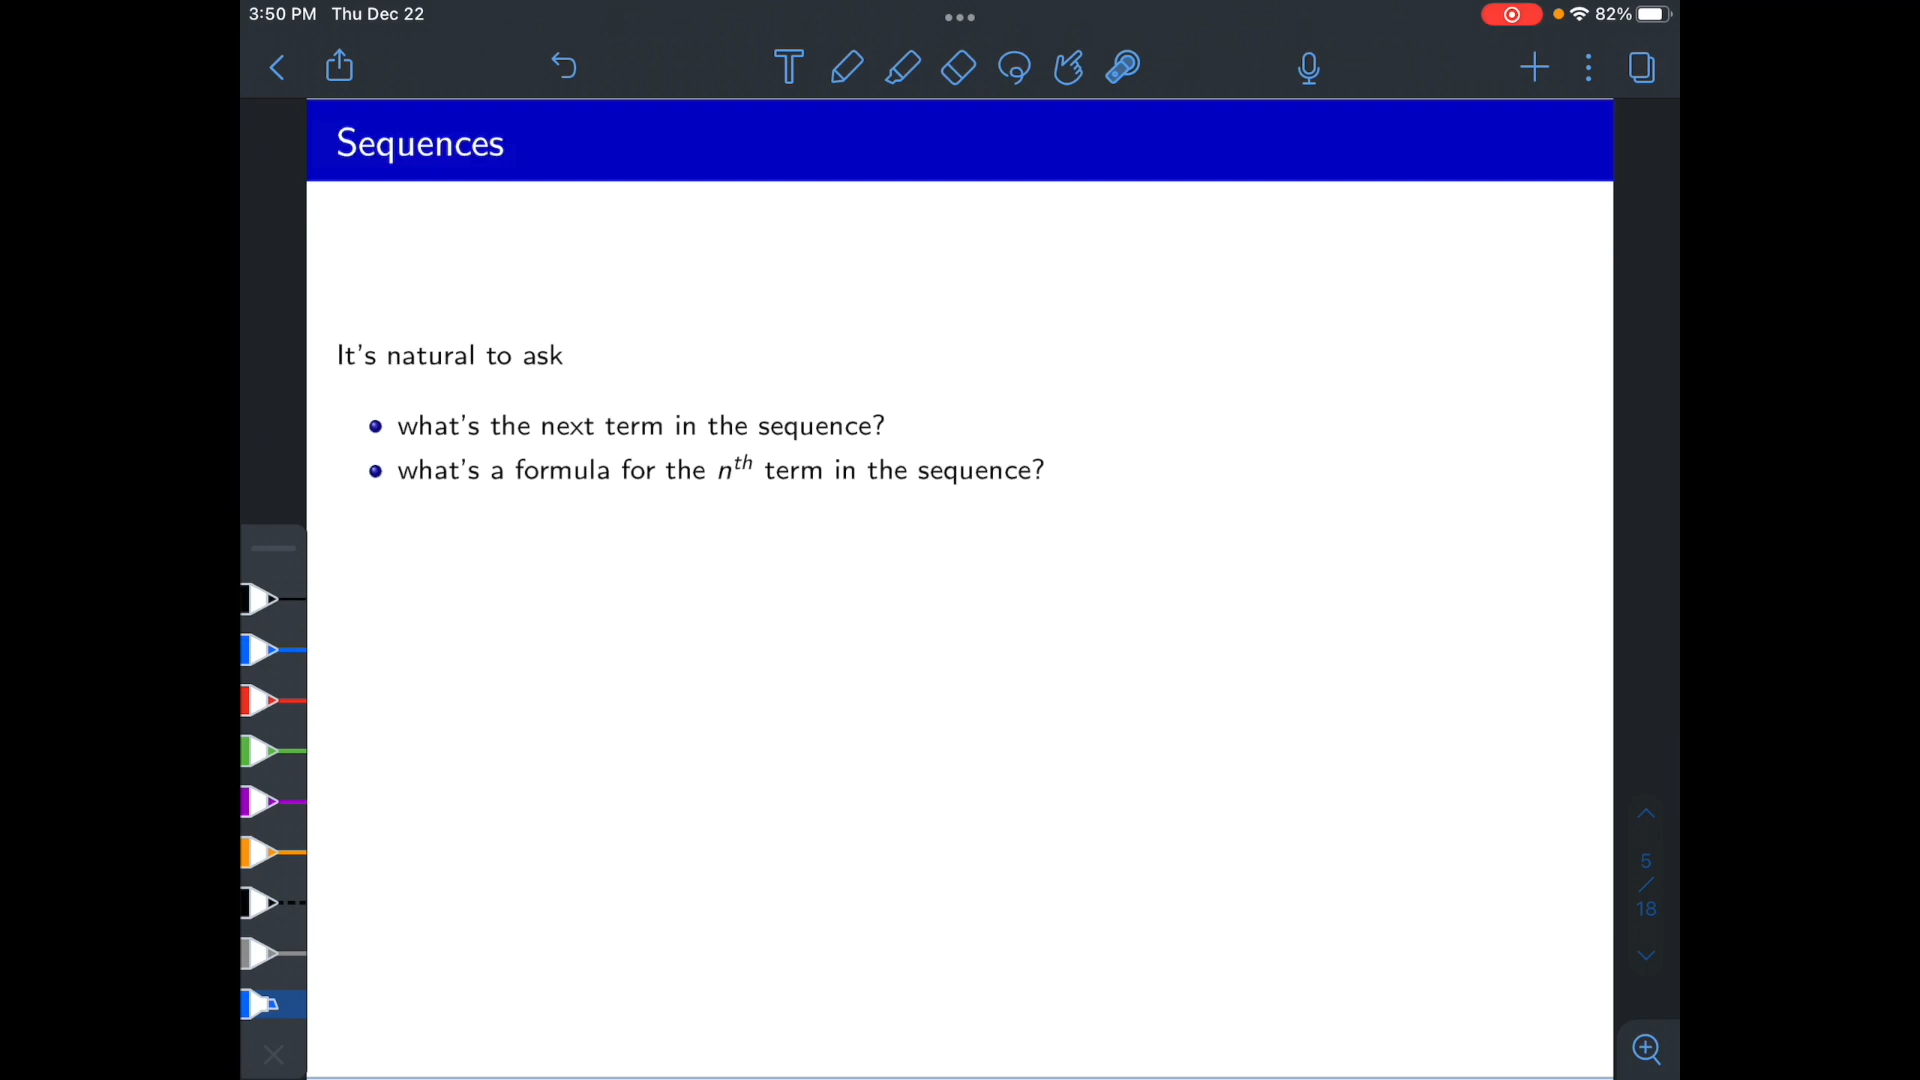 3:50 PM Thu Dec 22
82%
Sequences
It's natural to ask
what's the next term in the sequence?
what's a formula for the nth term in the sequence?
5
/
18